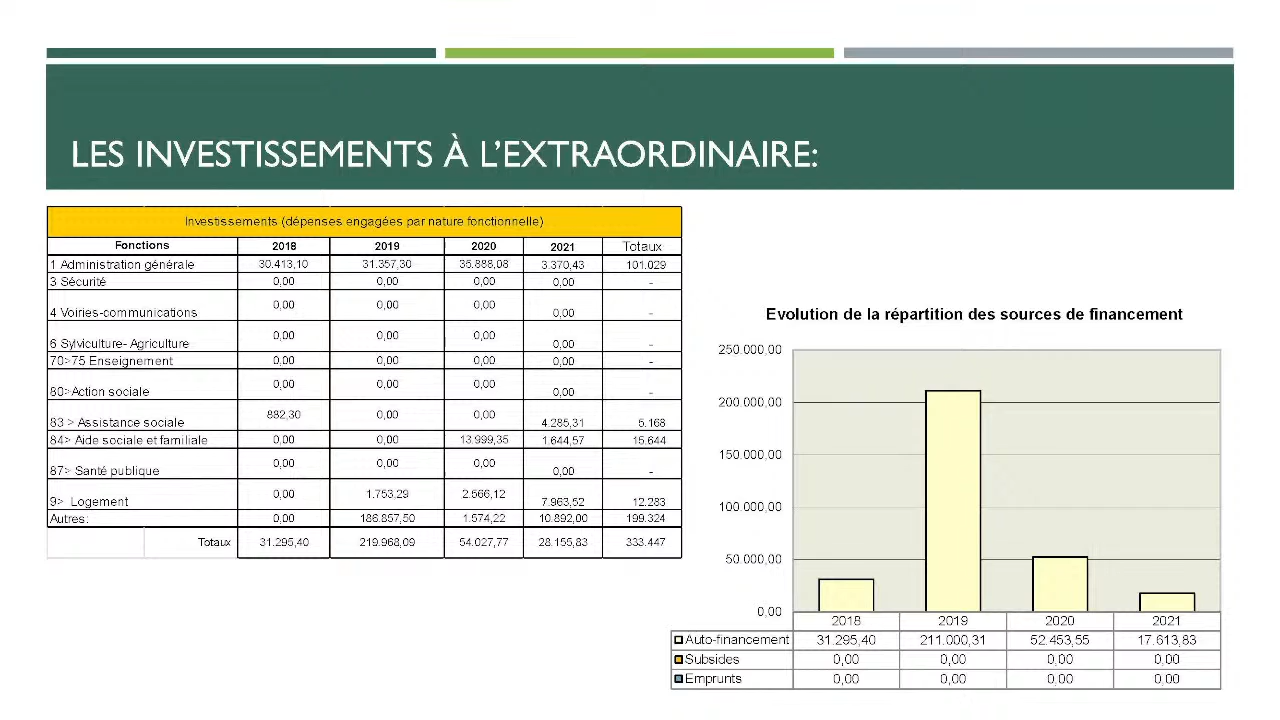 LES INVESTISSEMENTS À L’EXTRAORDINAIRE:
Investissements (dépenses engagées par nature fonctionnelle)
Fonctions 2018 2019 2020 2021 Totaux
1 Administration générale 30.413,10 31.357,30 35.888,08 3.370,43 101.029
3 Sécurité 0,00 0,00 0,00 0,00 -
4 Voiries-communications 0,00 0,00 0,00 0,00 -
6 Sylviculture- Agriculture 0,00 0,00 0,00 0,00 -
70>75 Enseignement 0,00 0,00 0,00 0,00 -
80>Action sociale 0,00 0,00 0,00 0,00 -
83 > Assistance sociale 882,30 0,00 0,00 4.285,31 5.168
84> Aide sociale et familiale 0,00 0,00 13.999,35 1.644,57 15.644
87> Santé publique 0,00 0,00 0,00 0,00 -
9> Logement 0,00 1.753,29 2.566,12 7.963,52 12.283
Autres: 0,00 186.857,50 1.574,22 10.892,00 199.324
Totaux 31.295,40 219.968,09 54.027,77 28.155,83 333.447
Evolution de la répartition des sources de financement
250.000,00
200.000,00
150.000,00
100.000,00
50.000,00
0,00
2018 2019 2020 2021
Auto-financement 31.295,40 211.000,31 52.453,55 17.613,83
Subsides 0,00 0,00 0,00 0,00
Emprunts 0,00 0,00 0,00 0,00